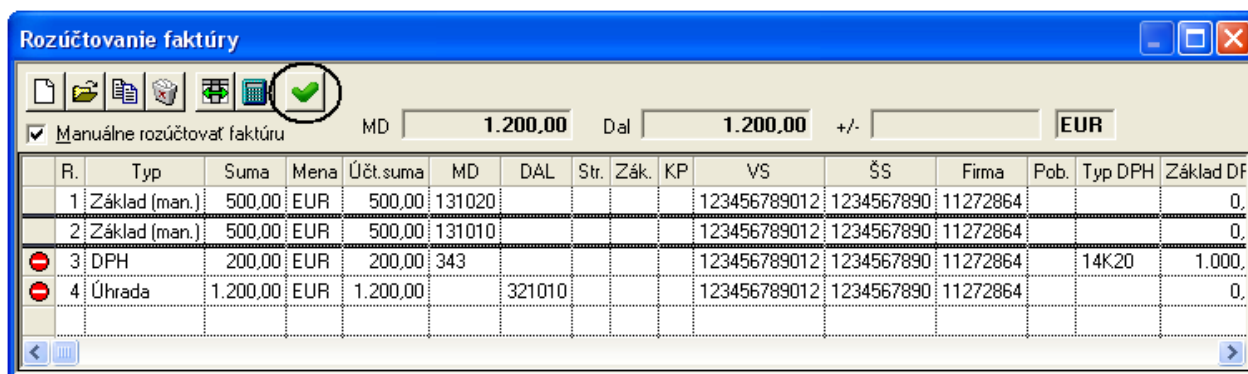 Rozúčtovanie faktúry
Manuálne rozúčtovať faktúru MD 1.200,00 Dal 1.200,00 +/- EUR
R. Typ Suma Mena Účt.suma MD DAL Str. Zák. KP VS ŠS Firma Pob. Typ DPH Základ DF
1 Základ (man.) 500,00 EUR 500,00 131020 123456789012 1234567890 11272864 0,
2 Základ (man.) 500,00 EUR 500,00 131010 123456789012 1234567890 11272864 0,
3 DPH 200,00 EUR 200,00 343 123456789012 1234567890 11272864 14K20 1.000,
4 Úhrada 1.200,00 EUR 1.200,00 321010 123456789012 1234567890 11272864 0,